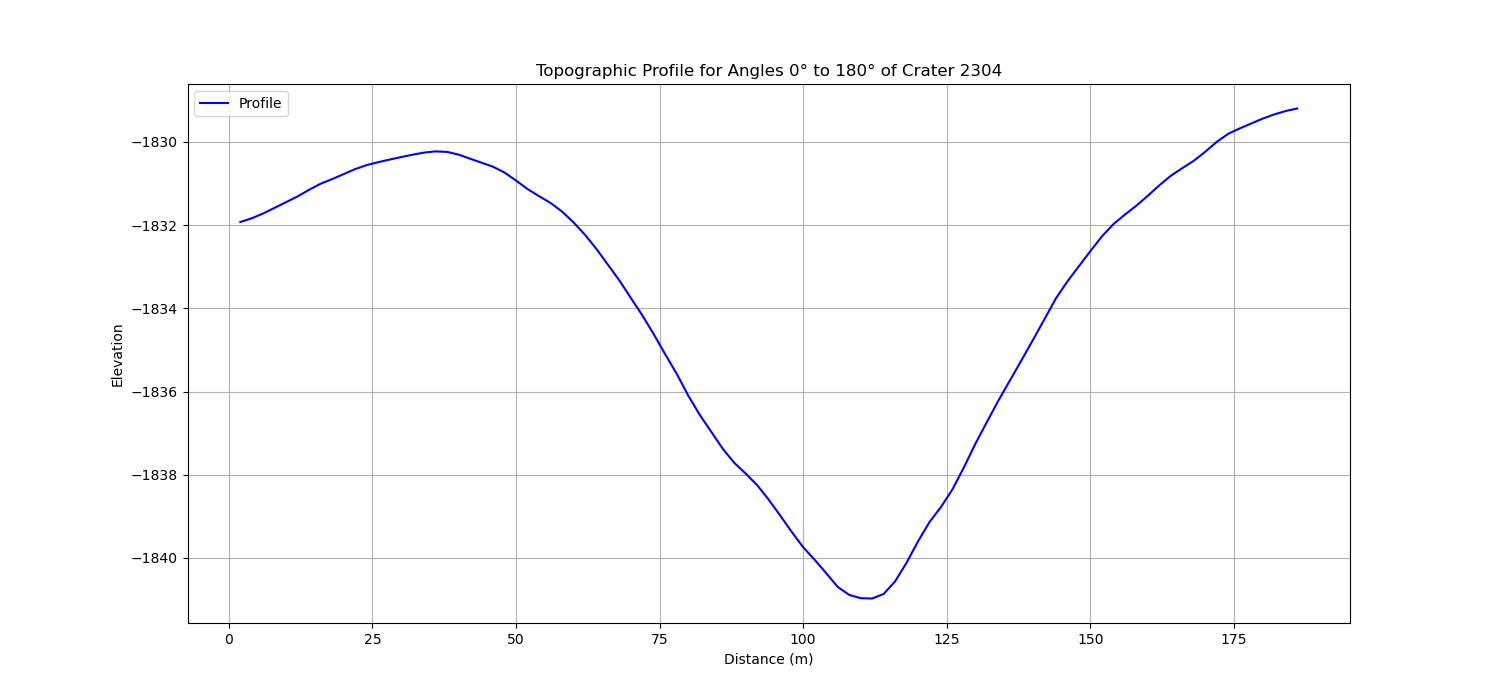 Topographic Profile for Angles 0° to 180° of Crater 2304
Profile
−1830
−1832
−1834
−1836
−1838
−1840
Elevation
0 25 50 75 100 125 150 175
Distance (m)